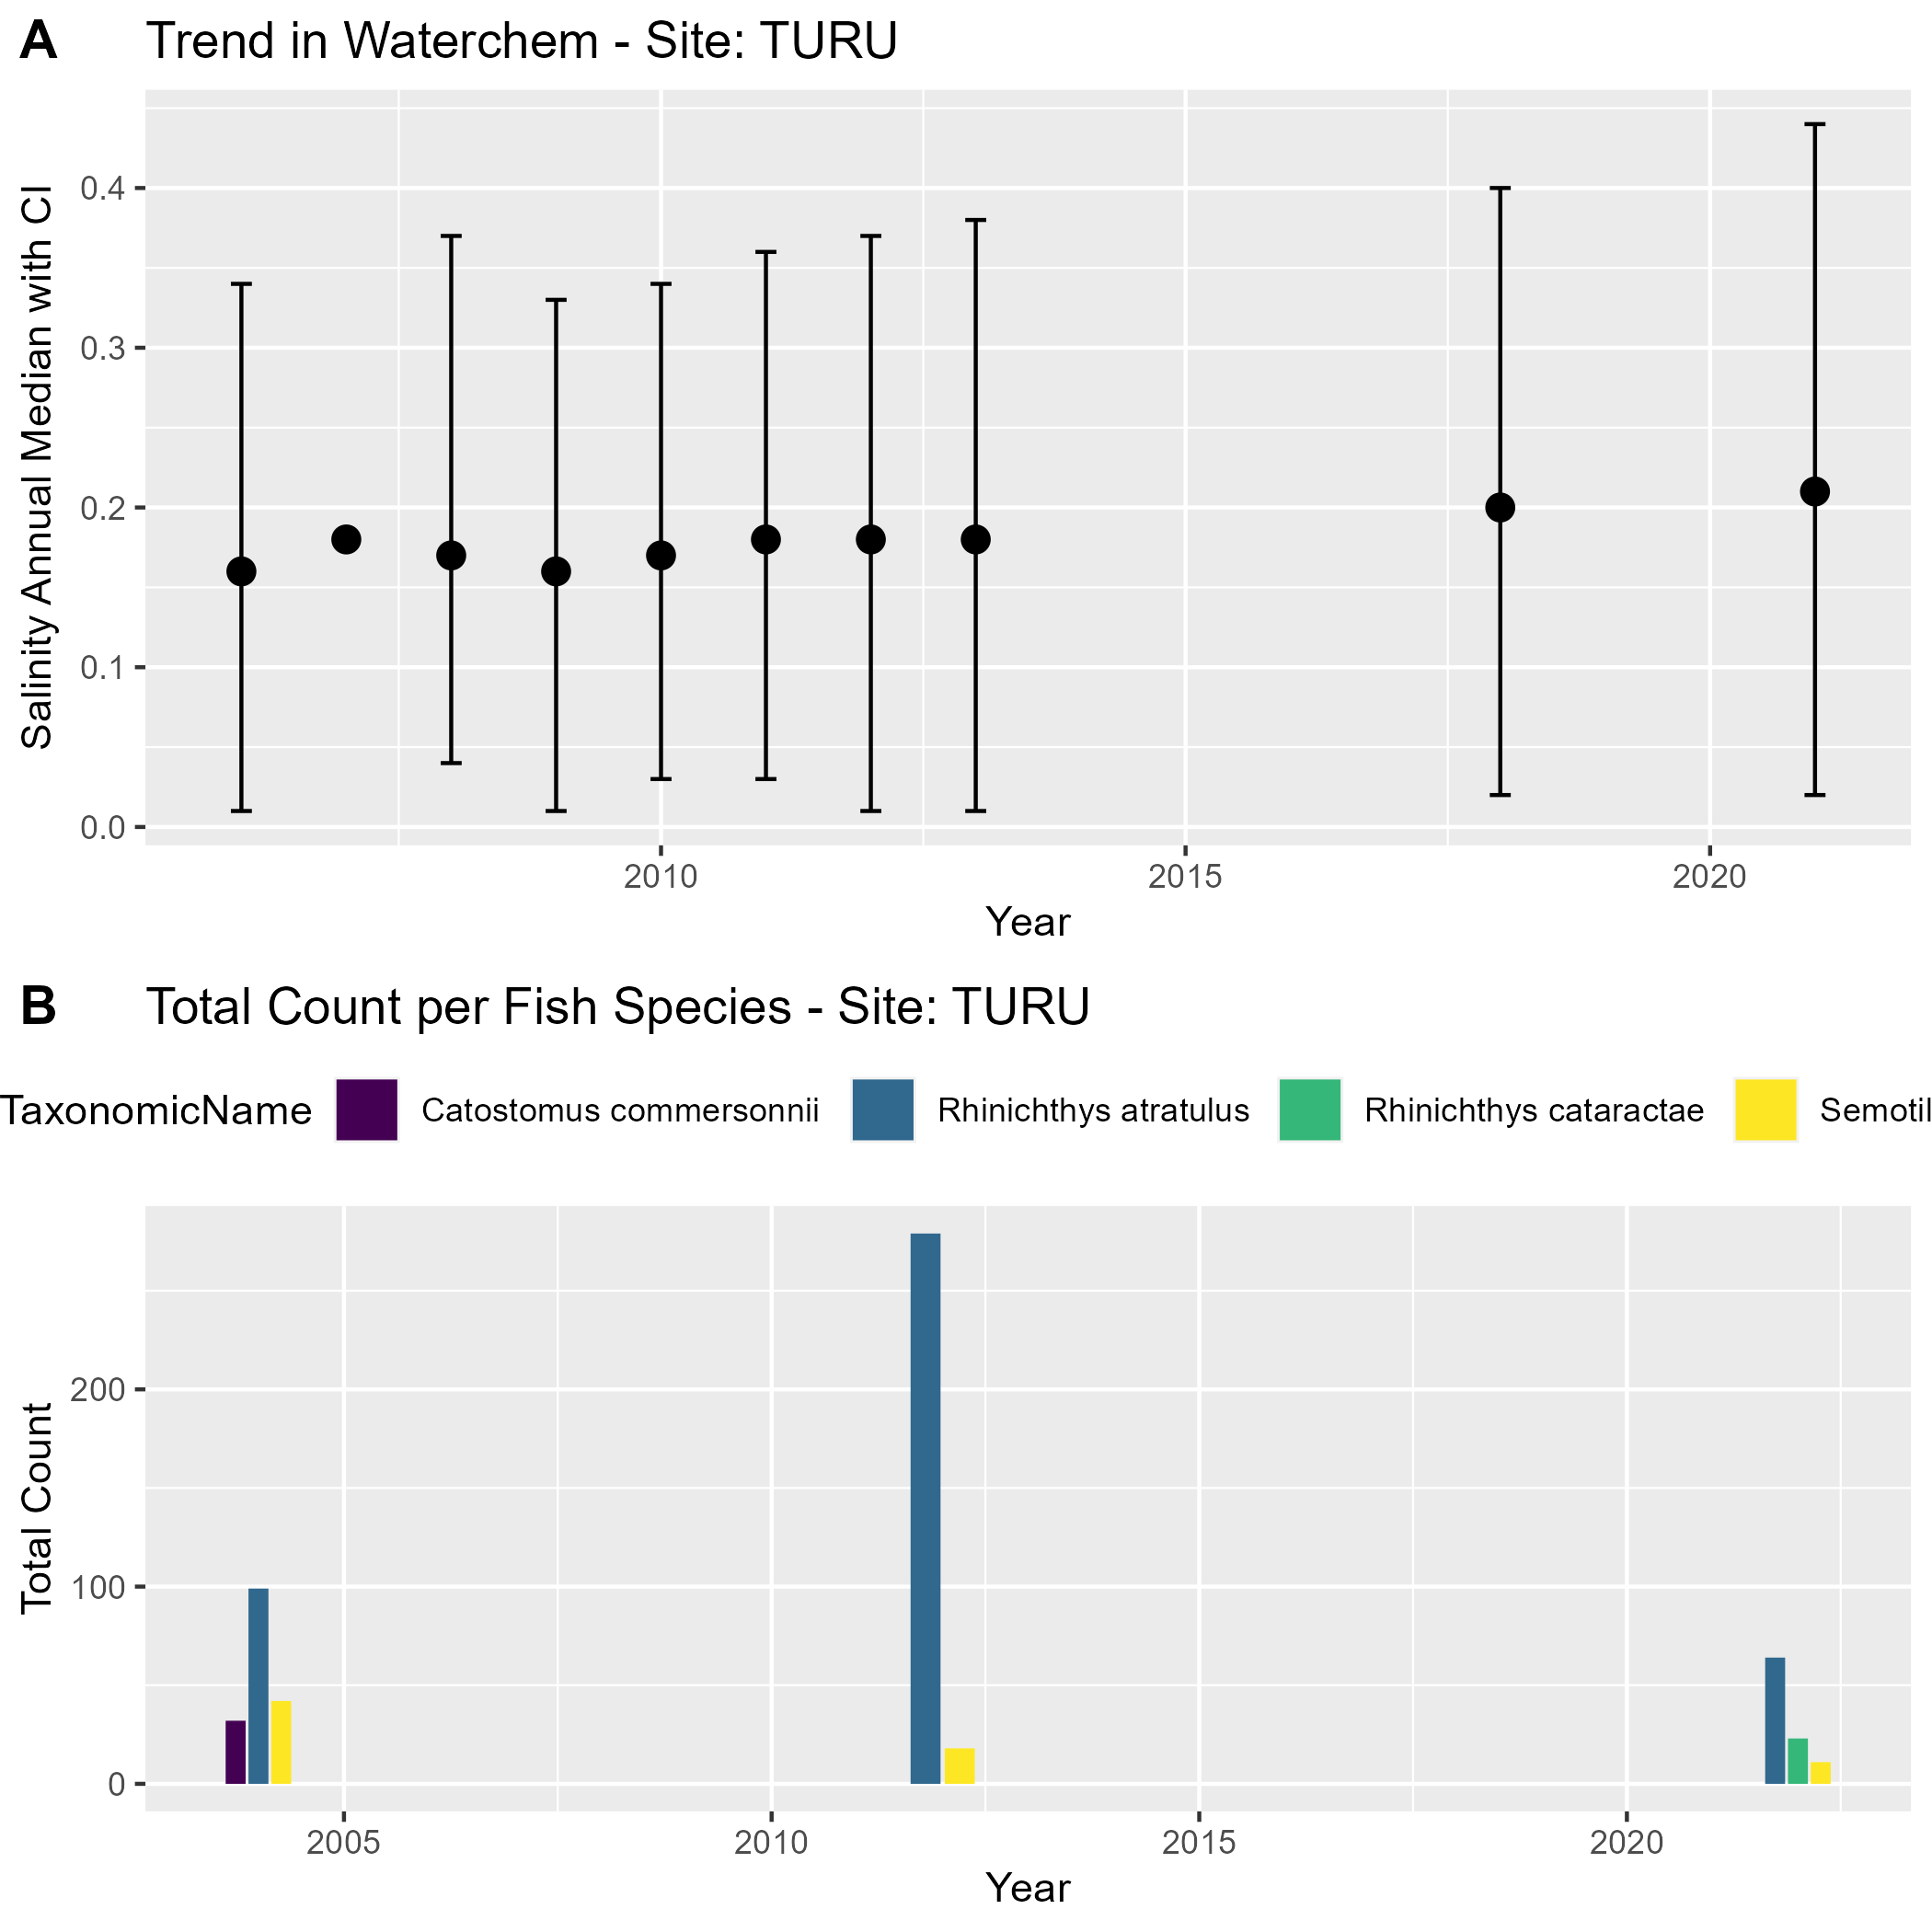 A Trend in Waterchem - Site: TURU
Salinity Annual Median with CI
0.4
0.3
0.2
0.1
0.0
2010 2015 2020
Year
B Total Count per Fish Species - Site: TURU
TaxonomicName Catostomus commersonnii Rhinichthys atratulus Rhinichthys cataractae Semotil
Total Count
200
100
0
2005 2010 2015 2020
Year